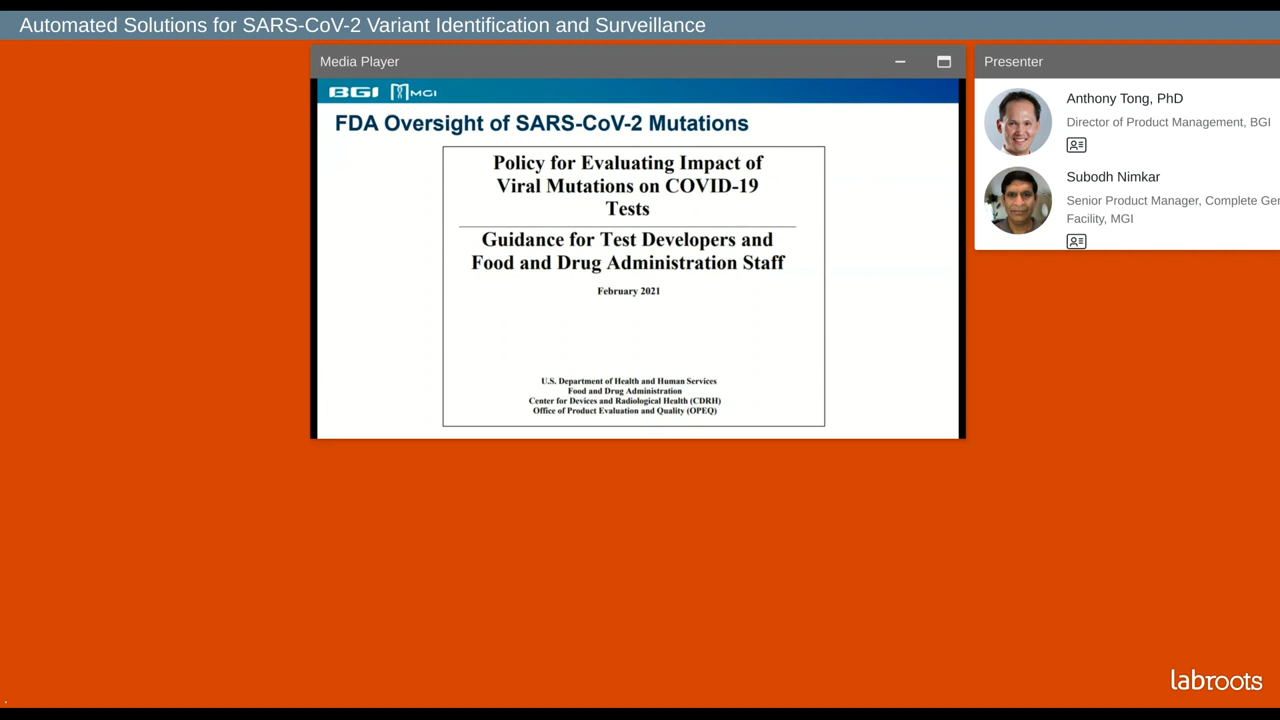 Automated Solutions for SARS-CoV-2 Variant Identification and Surveillance
Media Player
BGI MGI
FDA Oversight of SARS-CoV-2 Mutations
Policy for Evaluating Impact of
Viral Mutations on COVID-19
Tests
Guidance for Test Developers and
Food and Drug Administration Staff
February 2021
U.S. Department of Health and Human Services
Food and Drug Administration
Center for Devices and Radiological Health (CDRH)
Office of Product Evaluation and Quality (OPEQ)
Presenter
Anthony Tong, PhD
Director of Product Management, BGI
Subodh Nimkar
Senior Product Manager, Complete Ge
Facility, MGI
labroots